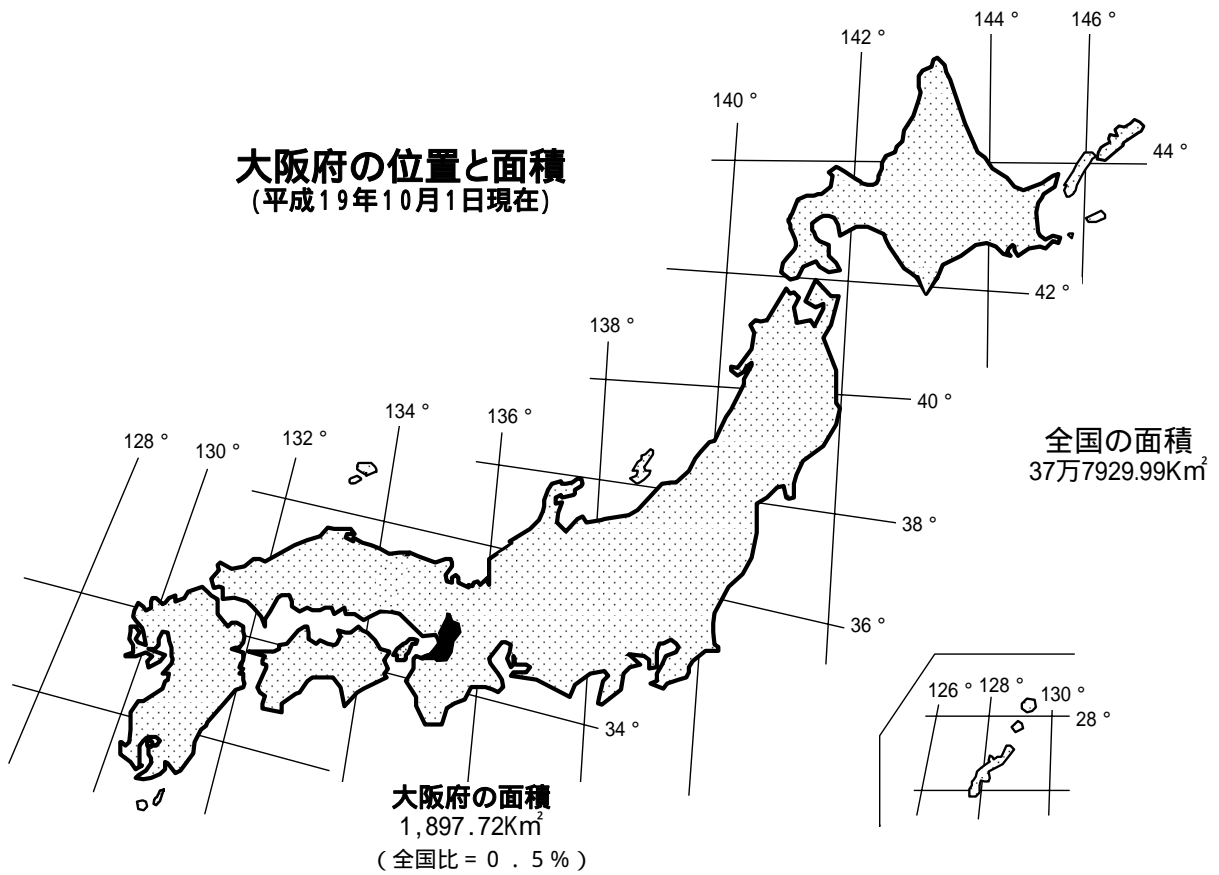 大阪府の位置と面積
(平成19年10月1日現在)
144 °
146 °
142 °
140 °
44 °
42 °
138 °
40 °
134 °
136 °
132 °
128 °
130 °
全国の面積
37万7929.99Km²
38 °
36 °
34 °
126 ° 128 ° 130 °
28 °
大阪府の面積
1,897.72Km²
(全国比=0.5%)